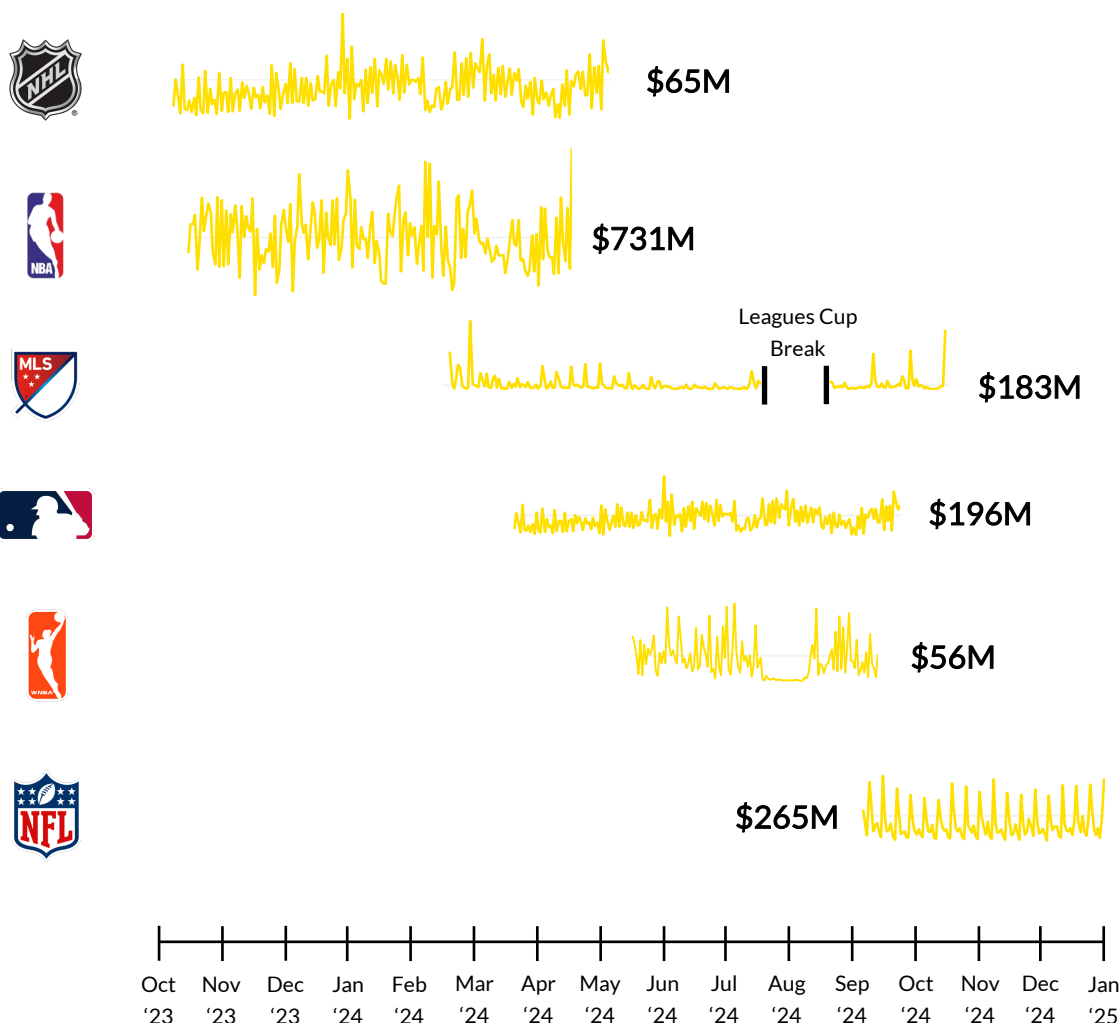 NHL
®
$65M
NBA
$731M
Leagues Cup
Break
MLS
$183M
$196M
WNBA
$56M
NFL
$265M
Oct Nov Dec Jan Feb Mar Apr May Jun Jul Aug Sep Oct Nov Dec Jan
‘23 ‘23 ‘23 ‘24 ‘24 ‘24 ‘24 ‘24 ‘24 ‘24 ‘24 ‘24 ‘24 ‘24 ‘24 ‘25